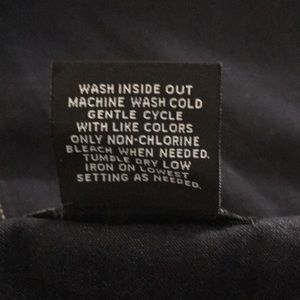 WASH INSIDE OUT
MACHINE WASH COLD
GENTLE CYCLE
WITH LIKE COLORS
ONLY NON-CHLORINE
BLEACH WHEN NEEDED.
TUMBLE DRY LOW
IRON ON LOWEST
SETTING AS NEEDED.